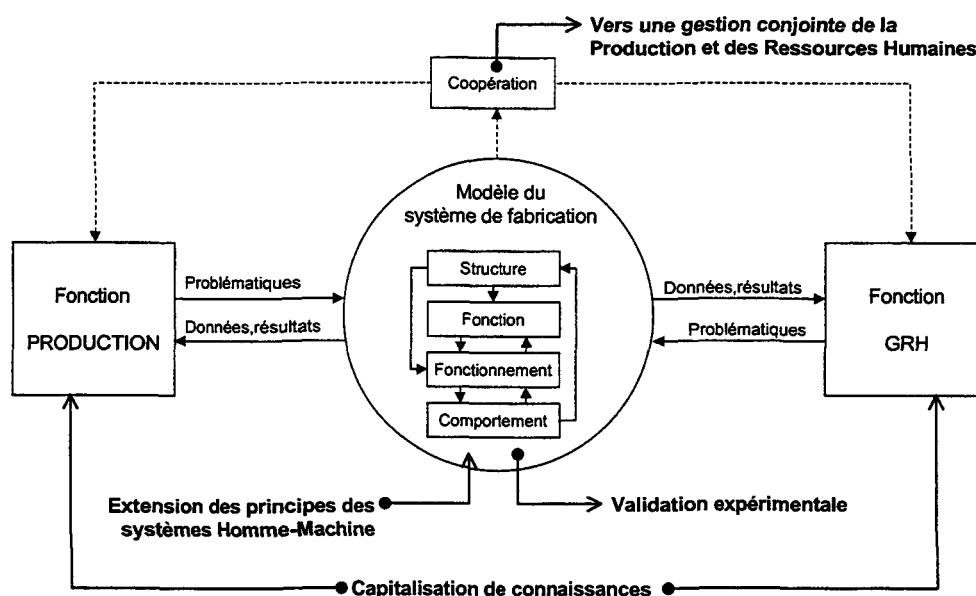 Vers une gestion conjointe de la
Production et des Ressources Humaines
Coopération
Modèle du
système de fabrication
Structure
Fonction
Fonctionnement
Comportement
Fonction
PRODUCTION
Problématiques
Données,résultats
Données,résultats
Problématiques
Fonction
GRH
Extension des principes des
systèmes Homme-Machine
Validation expérimentale
Capitalisation de connaissances